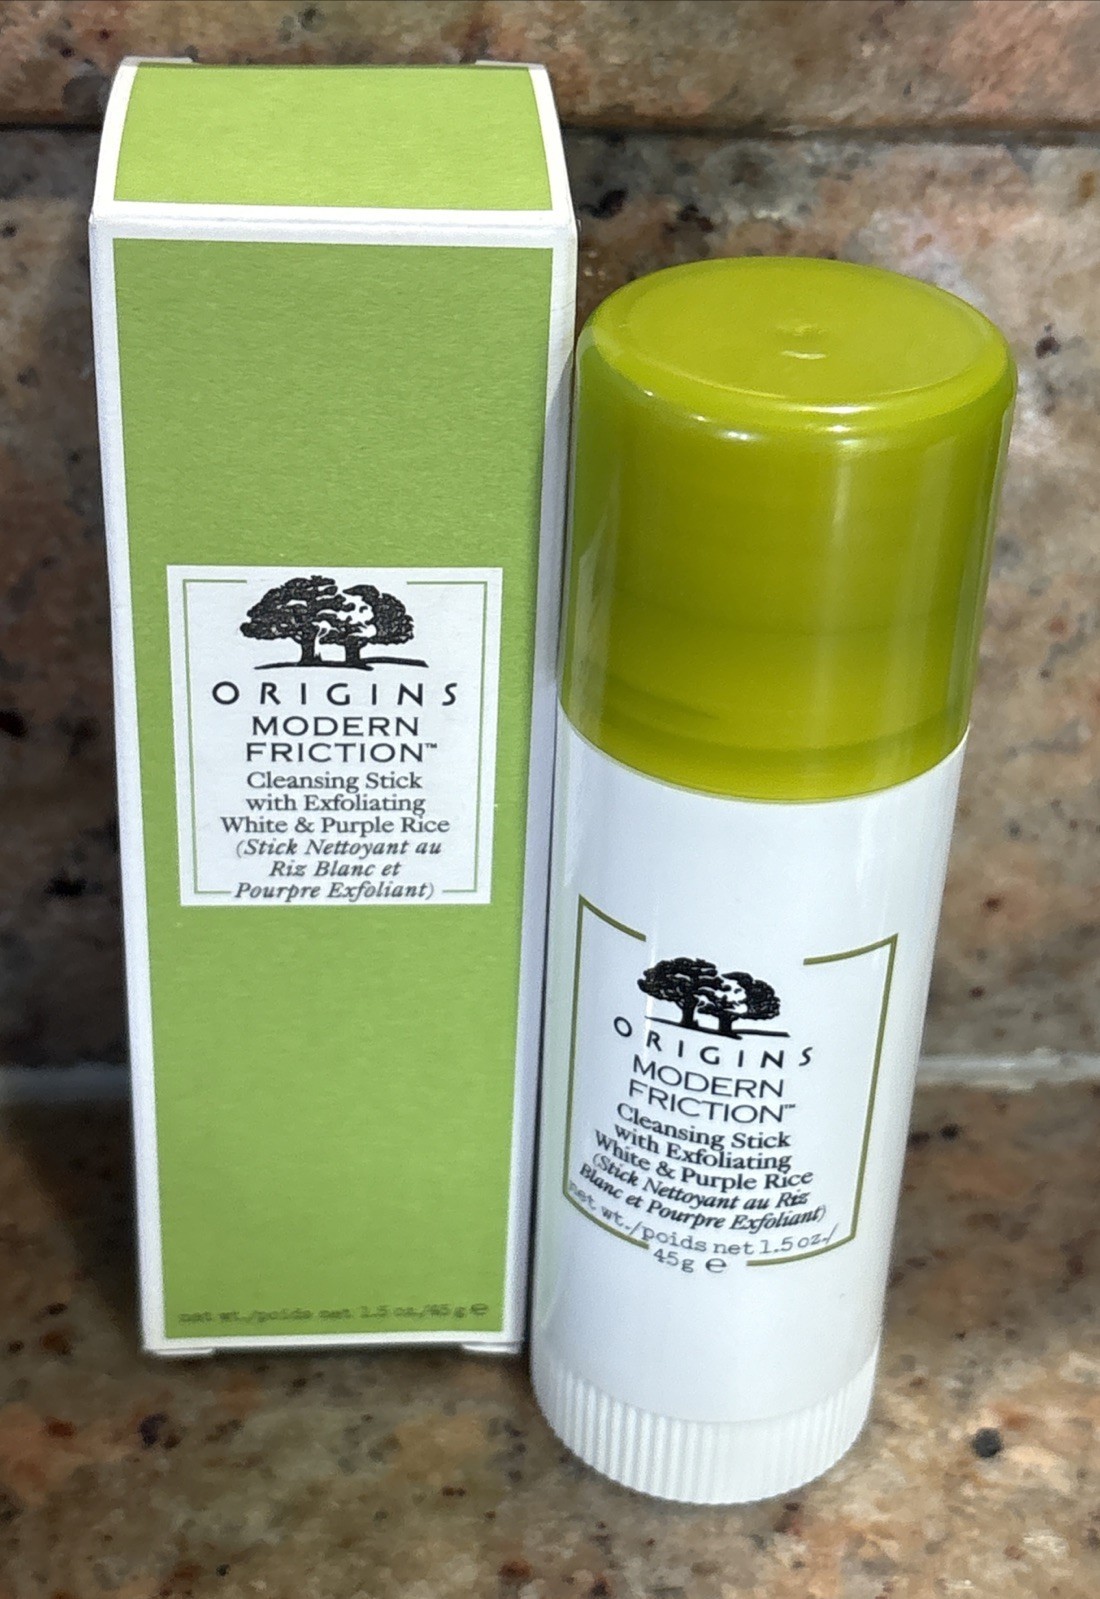 ORIGINS
MODERN
FRICTION™
Cleansing Stick
with Exfoliating
White & Purple Rice
(Stick Nettoyant au
Riz Blanc et
Pourpre Exfoliant)
net wt./poids net 1.5 oz./45 g ℮
ORIGINS
MODERN
FRICTION™
Cleansing Stick
with Exfoliating
White & Purple Rice
(Stick Nettoyant au Riz
Blanc et Pourpre Exfoliant)
net wt./poids net 1.5 oz./
45g ℮